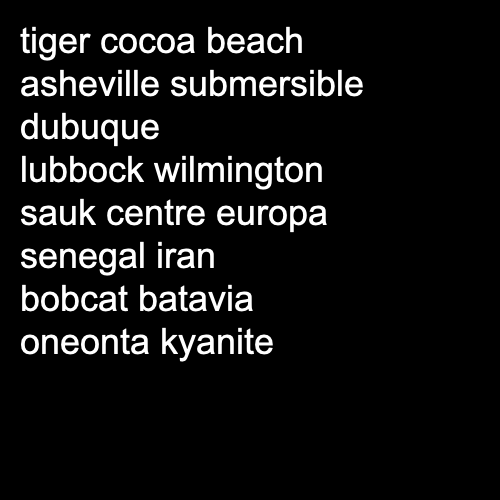 tiger cocoa beach
asheville submersible
dubuque
lubbock wilmington
sauk centre europa
senegal iran
bobcat batavia
oneonta kyanite